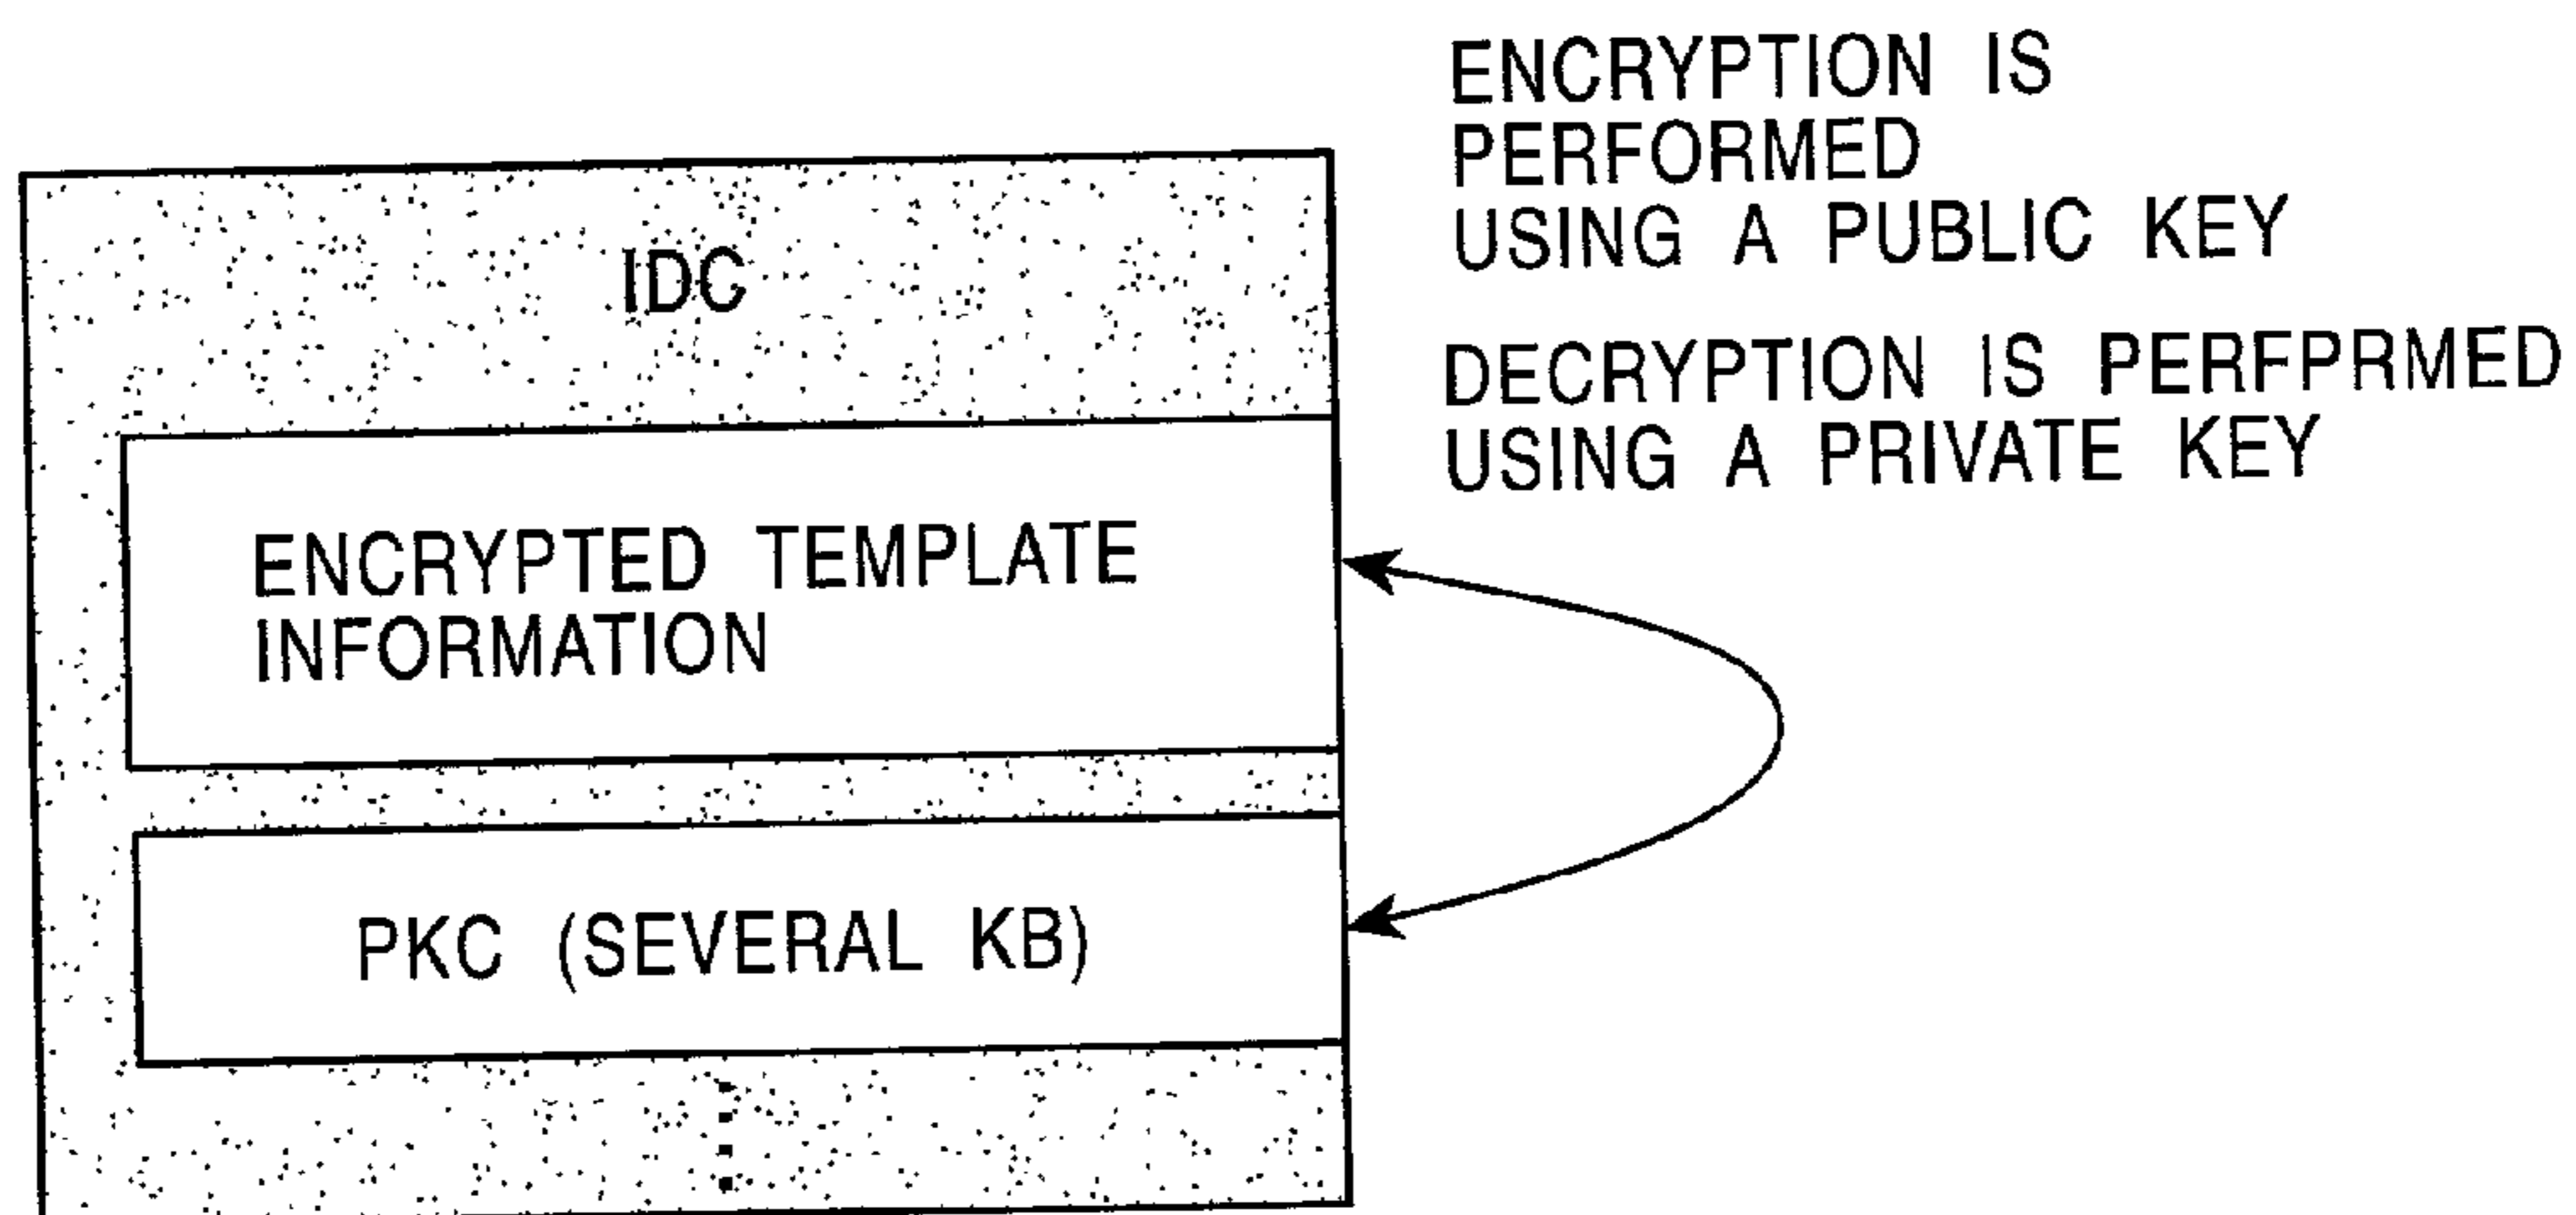 ENCRYPTION IS
PERFORMED
USING A PUBLIC KEY
DECRYPTION IS PERFPRMED
USING A PRIVATE KEY
IDC
ENCRYPTED TEMPLATE
INFORMATION
PKC (SEVERAL KB)